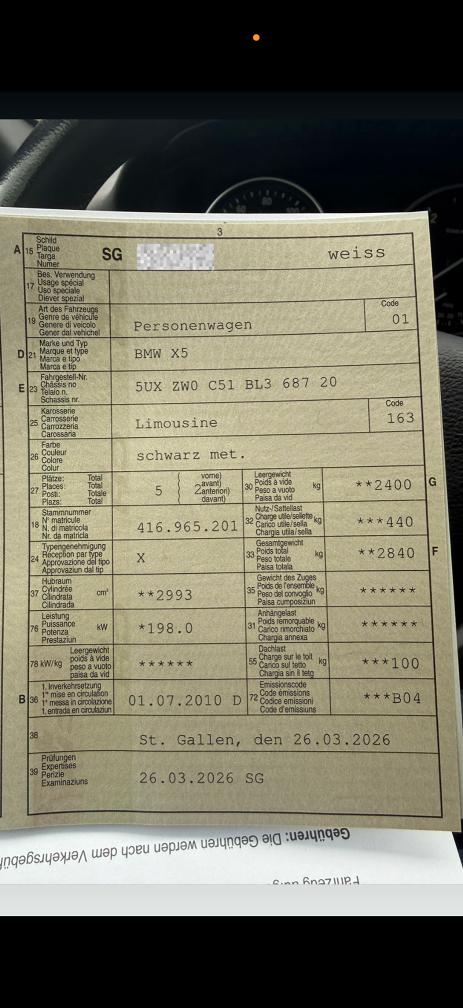 3
A 15 Schild Plaque Targa Numer SG weiss
17 Bes. Verwendung Usage spécial Uso speciale Diever spezial
19 Art des Fahrzeugs Genre de véhicule Genere di veicolo Gener dal vehichel Personenwagen Code 01
D 21 Marke und Typ Marque et type Marca e tipo Marca e tip BMW X5
E 23 Fahrgestell-Nr. Châssis no Telaio n. Schassis nr. 5UX ZW0 C51 BL3 687 20
25 Karosserie Carrosserie Carrozzeria Carossaria Limousine Code 163
26 Farbe Couleur Colore Colur schwarz met.
27 Plätze: Total Places: Total Posti: Totale Plazs: Total 5 ( vorne) avant) 2anteriori) davant)
30 Leergewicht Poids à vide Peso a vuoto Paisa da vid kg **2400 G
18 Stammnummer N° matricule N. di matricola Nr. da matricla 416.965.201
32 Nutz-/Sattellast Charge utile/sellette Carico utile/sella Chargia utila/sella kg ***440
24 Typengenehmigung Réception par type Approvazione del tipo Approvaziun dal tip X
33 Gesamtgewicht Poids total Peso totale Paisa totala kg **2840 F
37 Hubraum Cylindrée Cilindrata Cilindrada cm³ **2993
35 Gewicht des Zuges Poids de l'ensemble Peso del convoglio Paisa cumposiziun kg ******
76 Leistung Puissance Potenza Prestaziun kW *198.0
31 Anhängelast Poids remorquable Carico rimorchiato Chargia annexa kg ******
78 kW/kg Leergewicht poids à vide peso a vuoto paisa da vid ******
55 Dachlast Charge sur le toit Carico sul tetto Chargia sin il tetg kg ***100
B 36 1. Inverkehrsetzung 1re mise en circulation 1a messa in circolazione 1. entrada en circulaziun 01.07.2010 D
72 Emissionscode Code émissions Codice emissioni Code d'emissiuns ***B04
38 St. Gallen, den 26.03.2026
39 Prüfungen Expertises Perizie Examinaziuns 26.03.2026 SG
Gebühren: Die Gebühren werden nach dem Verkehrsgebüh
Fahrzeug